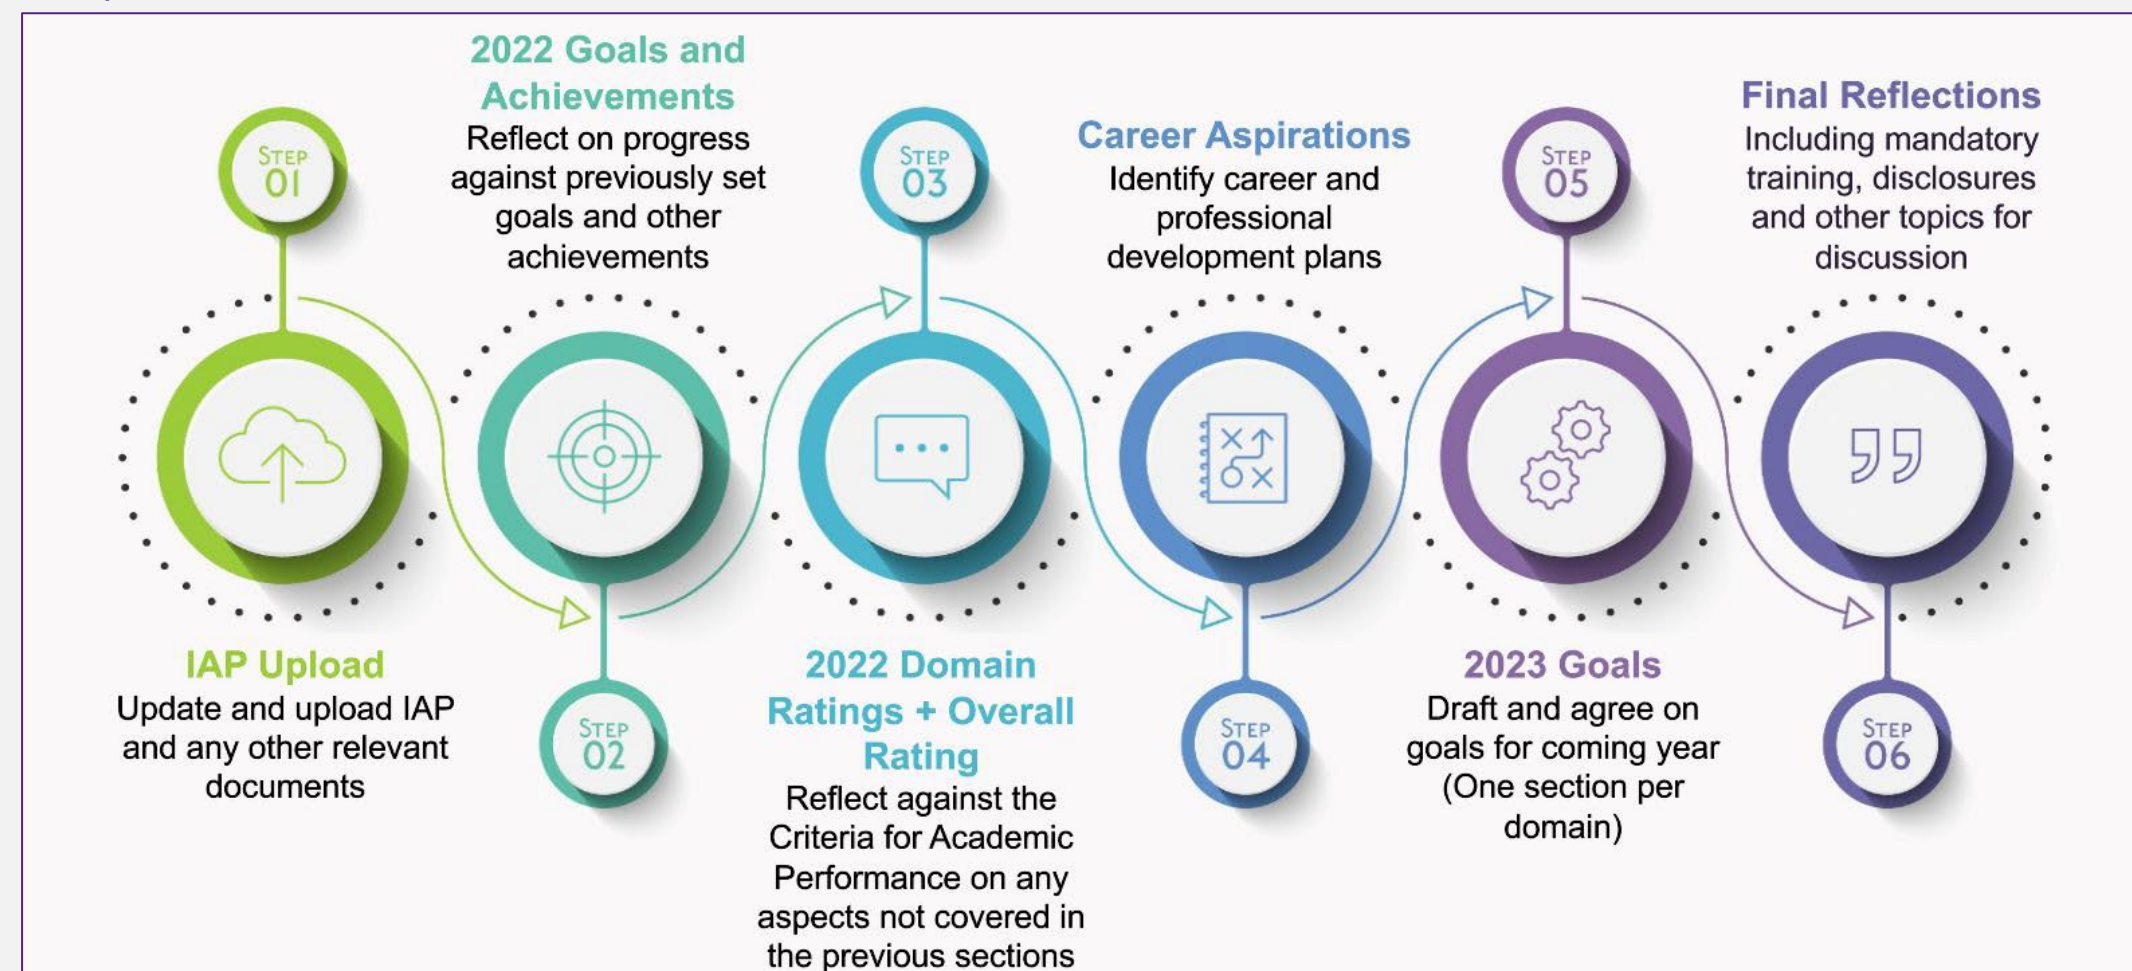 STEP
01
IAP Upload
Update and upload IAP
and any other relevant
documents
2022 Goals and
Achievements
Reflect on progress
against previously set
goals and other
achievements
STEP
02
STEP
03
2022 Domain
Ratings + Overall
Rating
Reflect against the
Criteria for Academic
Performance on any
aspects not covered in
the previous sections
Career Aspirations
Identify career and
professional
development plans
STEP
04
STEP
05
2023 Goals
Draft and agree on
goals for coming year
(One section per
domain)
Final Reflections
Including mandatory
training, disclosures
and other topics for
discussion
STEP
06